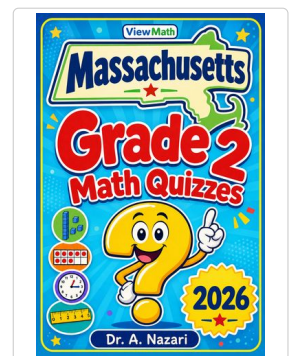 ViewMath
Massachusetts
Grade 2
Math Quizzes
2026
Dr. A. Nazari